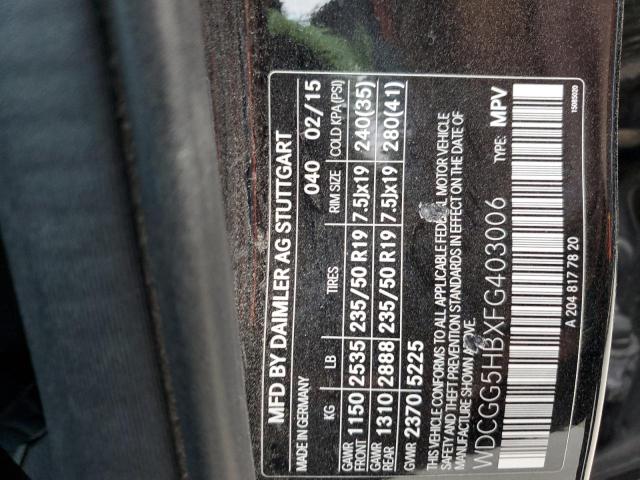 MFD BY DAIMLER AG STUTTGART
MADE IN GERMANY 040 02/15
KG LB TIRES RIM SIZE COLD KPA(PSI)
GAWR FRONT 1150 2535 235/50 R19 7.5Jx19 240(35)
GAWR REAR 1310 2888 235/50 R19 7.5Jx19 280(41)
GVWR 2370 5225
THIS VEHICLE CONFORMS TO ALL APPLICABLE FEDERAL MOTOR VEHICLE
SAFETY AND THEFT PREVENTION STANDARDS IN EFFECT ON THE DATE OF
MANUFACTURE SHOWN ABOVE.
WDCGG5HBXFG403006 TYPE: MPV
A 204 817 78 20 15085020